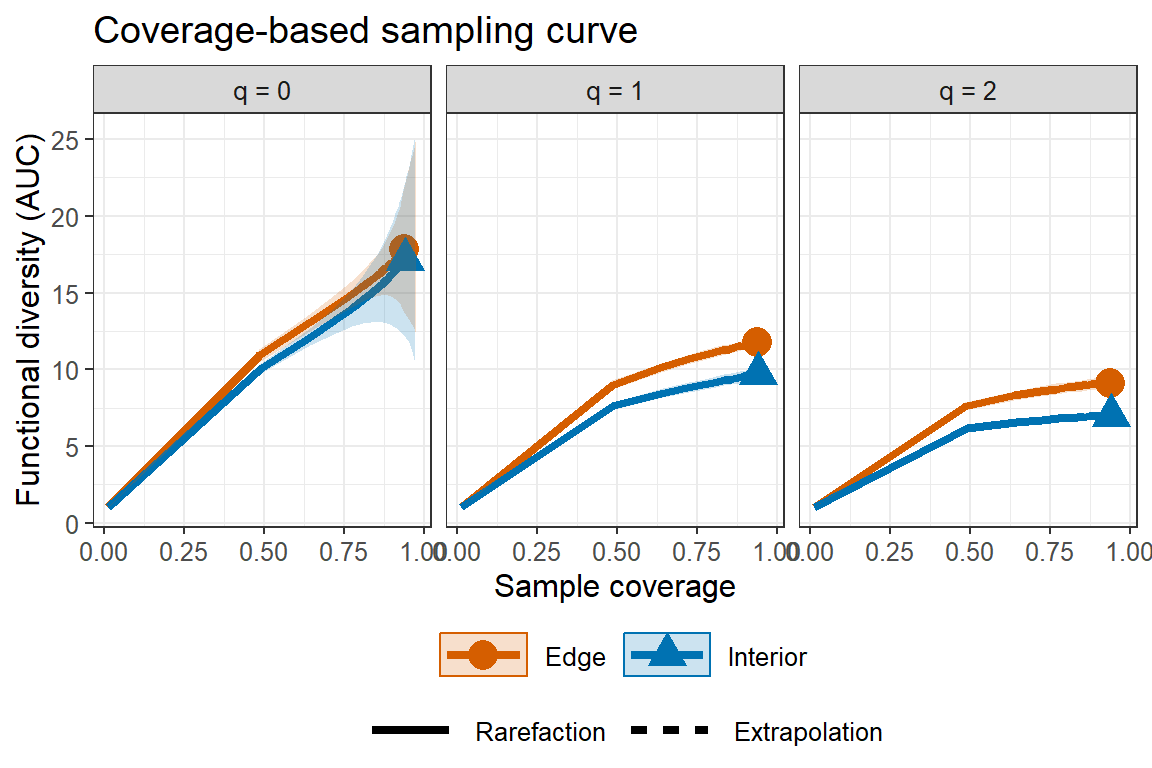 Coverage-based sampling curve
q = 0 q = 1 q = 2
Functional diversity (AUC)
25
20
15
10
5
0
0.00 0.25 0.50 0.75 1.00 0.00 0.25 0.50 0.75 1.00 0.00 0.25 0.50 0.75 1.00
Sample coverage
Edge Interior
Rarefaction Extrapolation